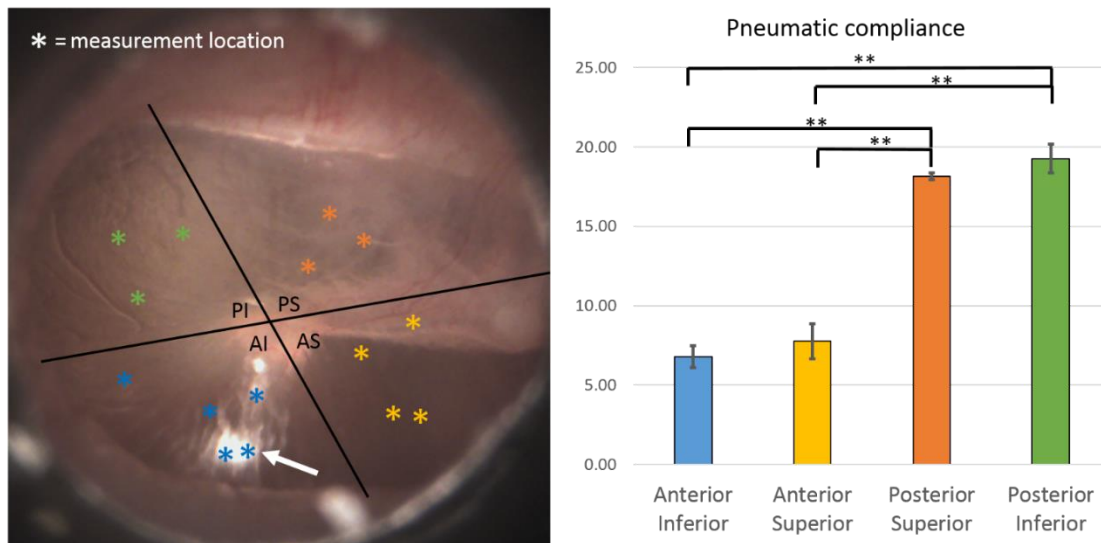 * = measurement location
PI
PS
AI
AS
Pneumatic compliance
25.00
20.00
15.00
10.00
5.00
0.00
**
**
**
**
Anterior
Inferior
Anterior
Superior
Posterior
Superior
Posterior
Inferior